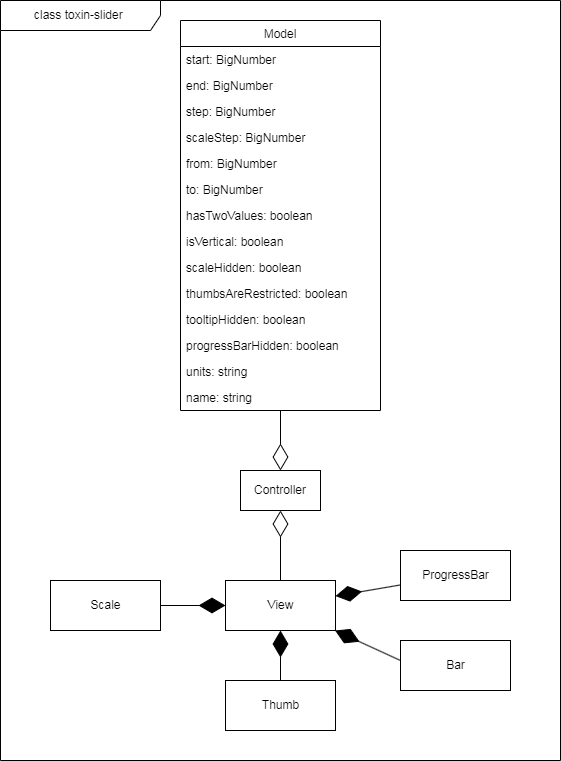 class toxin-slider
Model
start: BigNumber
end: BigNumber
step: BigNumber
scaleStep: BigNumber
from: BigNumber
to: BigNumber
hasTwoValues: boolean
isVertical: boolean
scaleHidden: boolean
thumbsAreRestricted: boolean
tooltipHidden: boolean
progressBarHidden: boolean
units: string
name: string
Controller
ProgressBar
Scale
View
Bar
Thumb